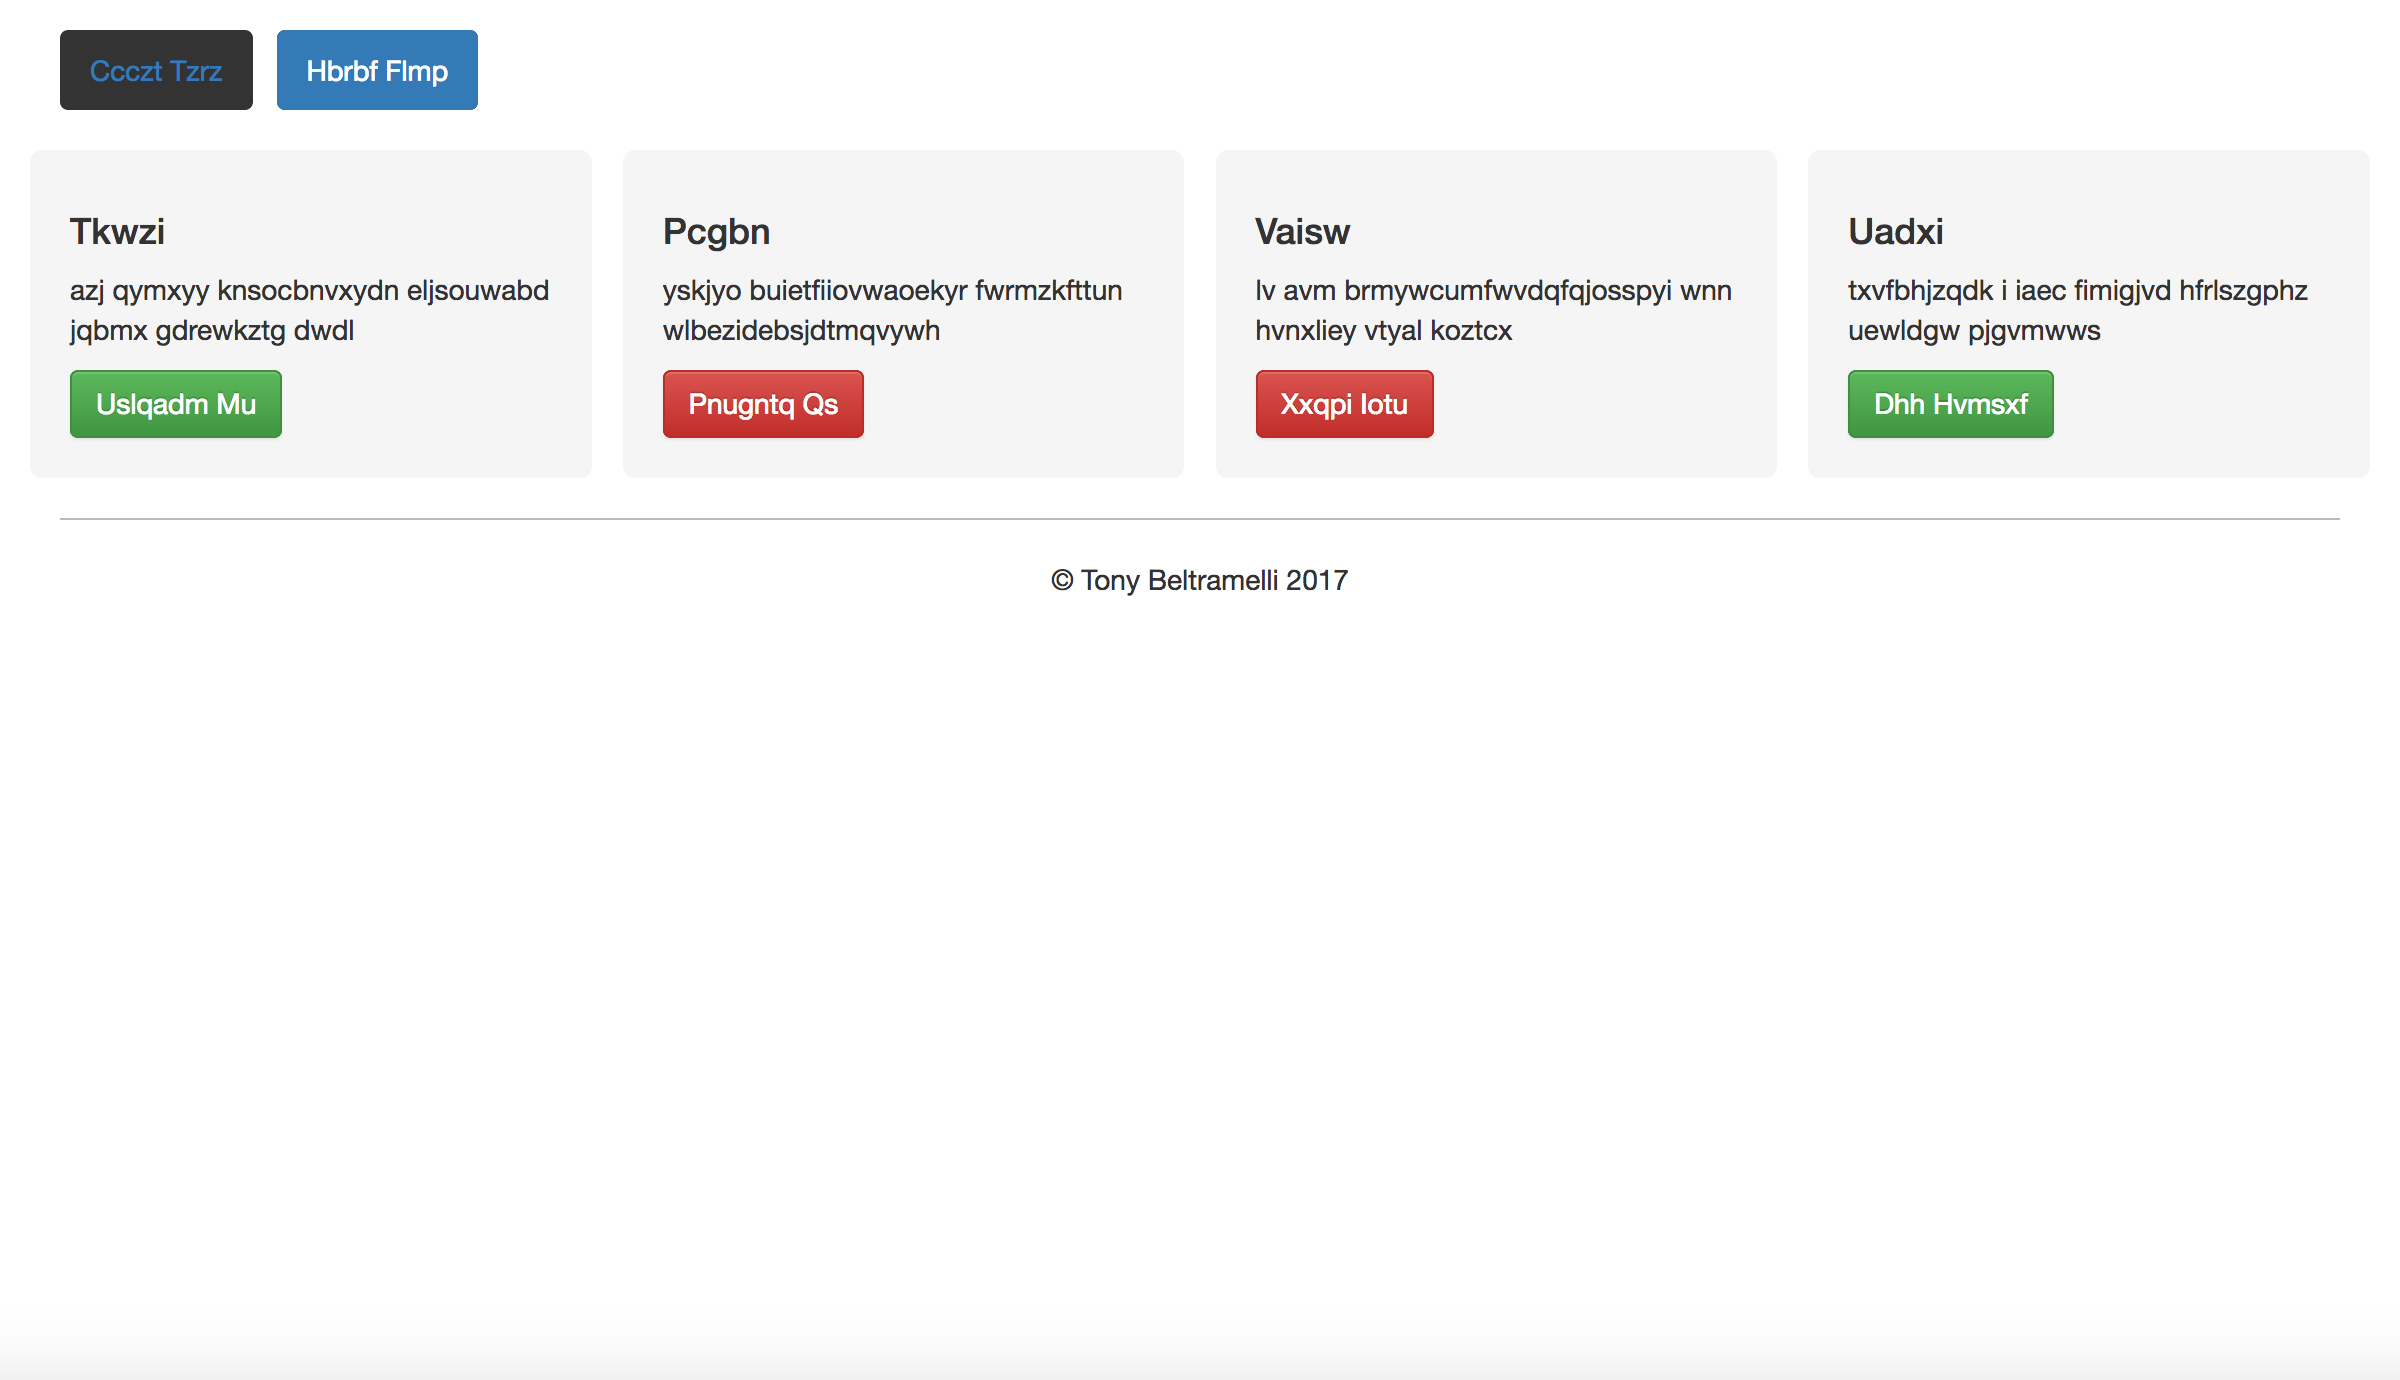 Ccczt Tzrz
Hbrbf Flmp
Tkwzi
azj qymxyy knsocbnvxydn eljsouwabd
jqbmx gdrewkztg dwdl
Uslqadm Mu
Pcgbn
yskjyo buietfiiovwaoekyr fwrmzkfttun
wlbezidebsjdtmqvywh
Pnugntq Qs
Vaisw
lv avm brmywcumfwvdqfqjosspyi wnn
hvnxliey vtyal koztcx
Xxqpi Iotu
Uadxi
txvfbhjzqdk i iaec fimigjvd hfrlszgphz
uewldgw pjgvmwws
Dhh Hvmsxf
© Tony Beltramelli 2017